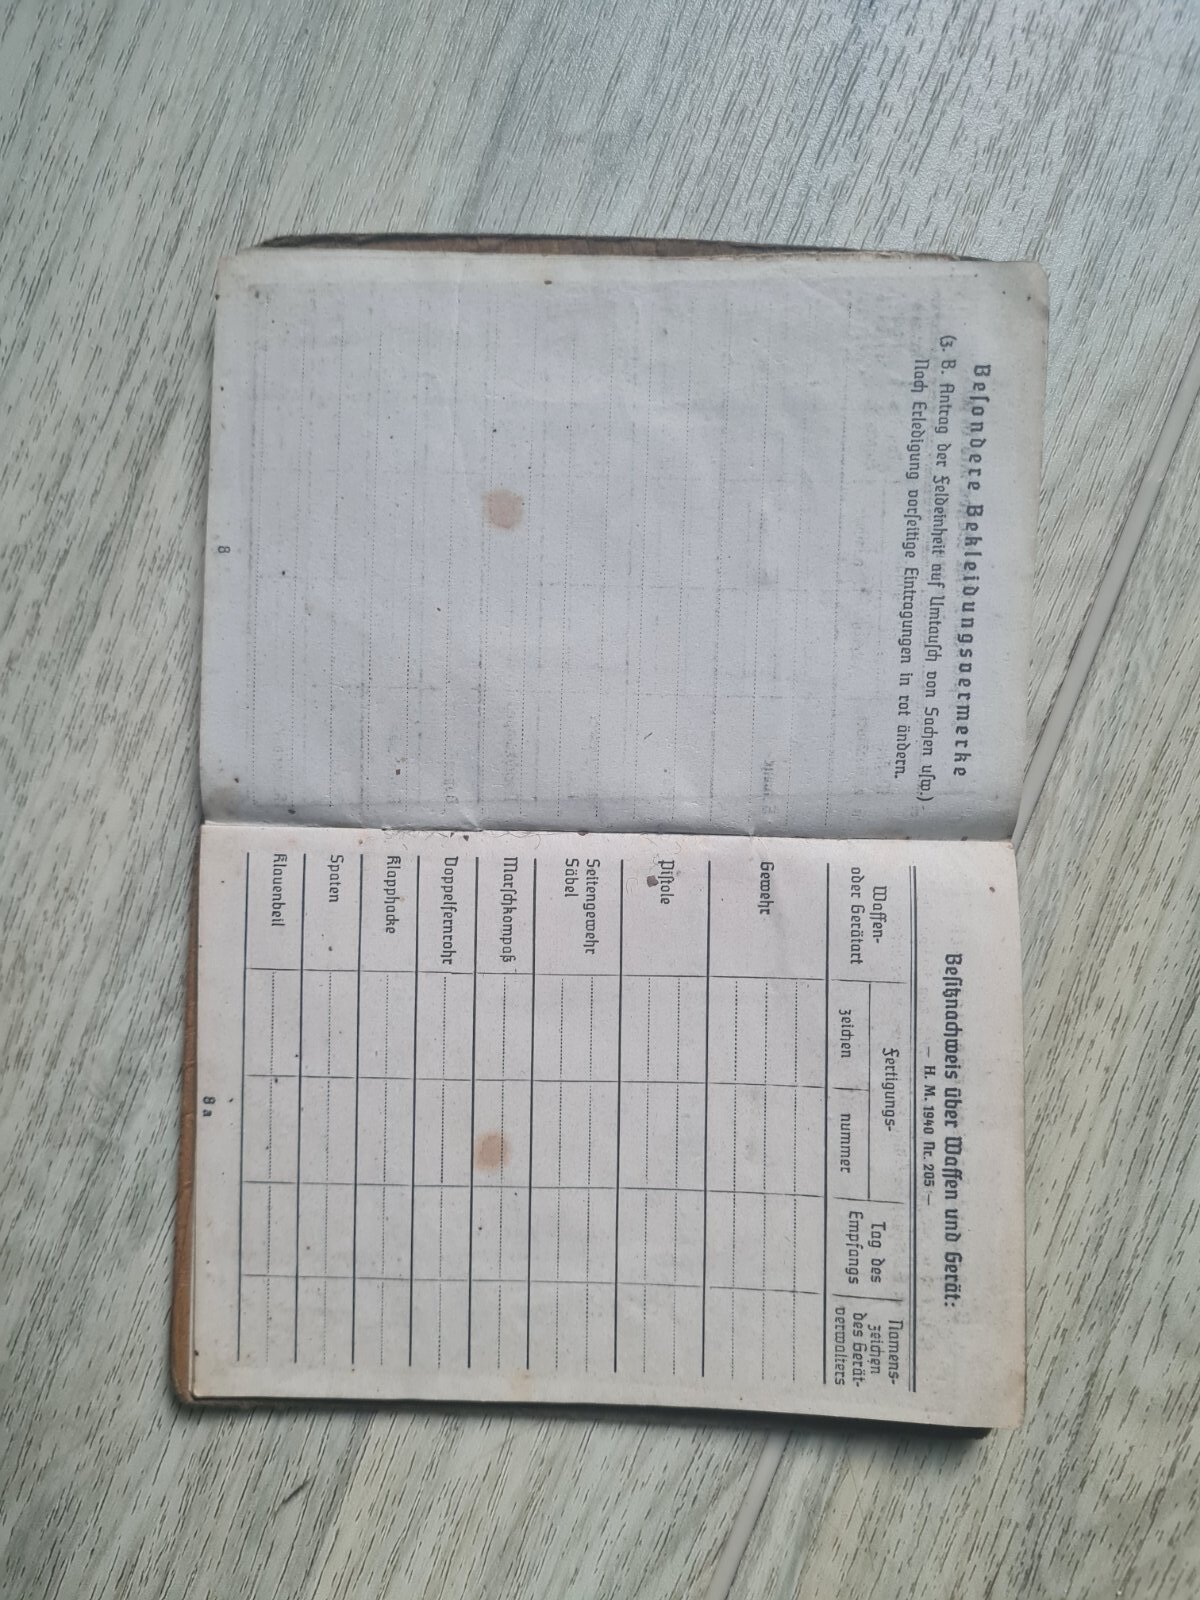 Besondere Bekleidungsvermerke
(z. B. Antrag der Feldeinheit auf Umtausch von Sachen usw.)
Nach Erledigung vorseitige Eintragungen in rot ändern.
8
Besitznachweis über Waffen und Gerät:
— H. M. 1940 Nr. 205 —
Waffen-
oder Gerätart
Fertigungs-
zeichen
nummer
Tag des
Empfangs
Namens-
zeichen
des Gerät-
verwalters
Gewehr
Pistole
Seitengewehr
Säbel
Marschkompaß
Doppelfernrohr
Klapphacke
Spaten
Klauenbeil
8 a